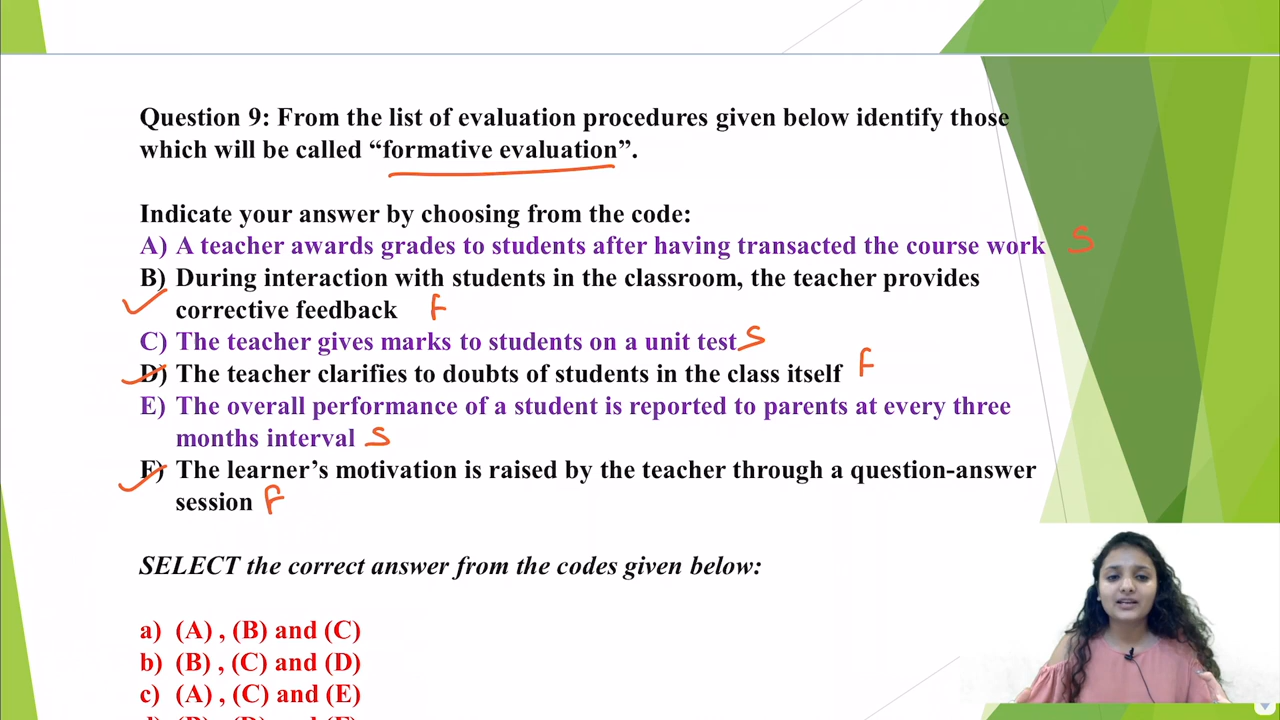 Question 9: From the list of evaluation procedures given below identify those
which will be called “formative evaluation”.
Indicate your answer by choosing from the code:
A) A teacher awards grades to students after having transacted the course work S
B) During interaction with students in the classroom, the teacher provides
corrective feedback F
C) The teacher gives marks to students on a unit test S
D) The teacher clarifies to doubts of students in the class itself F
E) The overall performance of a student is reported to parents at every three
months interval S
F) The learner’s motivation is raised by the teacher through a question-answer
session F
SELECT the correct answer from the codes given below:
a) (A) , (B) and (C)
b) (B) , (C) and (D)
c) (A) , (C) and (E)